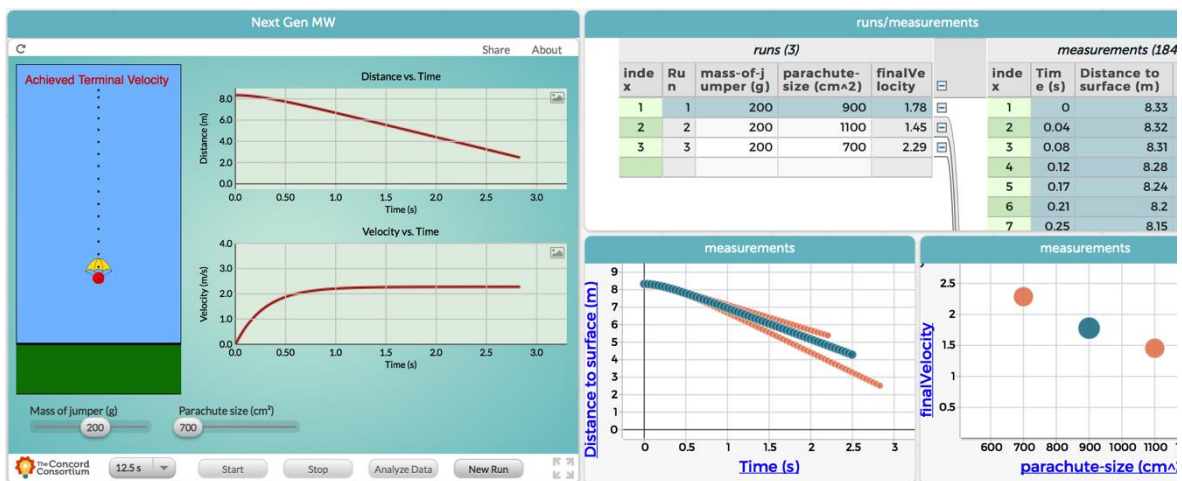 Next Gen MW
Share About
Achieved Terminal Velocity
Distance vs. Time
Distance (m)
8.0
6.0
4.0
2.0
0.0
0.0 0.50 1.0 1.5 2.0 2.5 3.0
Time (s)
Velocity vs. Time
Velocity (m/s)
4.0
3.0
2.0
1.0
0.0
0.0 0.50 1.0 1.5 2.0 2.5 3.0
Time (s)
Mass of jumper (g)
200
Parachute size (cm²)
700
The Concord
Consortium
12.5 s
Start
Stop
Analyze Data
New Run
runs/measurements
runs (3)
inde
x
Ru
n
mass-of-j
umper (g)
parachute-
size (cm^2)
finalVe
locity
1 1 200 900 1.78
2 2 200 1100 1.45
3 3 200 700 2.29
measurements (184
inde
x
Tim
e (s)
Distance to
surface (m)
1 0 8.33
2 0.04 8.32
3 0.08 8.31
4 0.12 8.28
5 0.17 8.24
6 0.21 8.2
7 0.25 8.15
measurements
Distance to surface (m)
9
8
7
6
5
4
3
2
1
0
0 0.5 1 1.5 2 2.5 3
Time (s)
measurements
finalVelocity
2.5
2
1.5
1
0.5
600 700 800 900 1000 1100
parachute-size (cm^